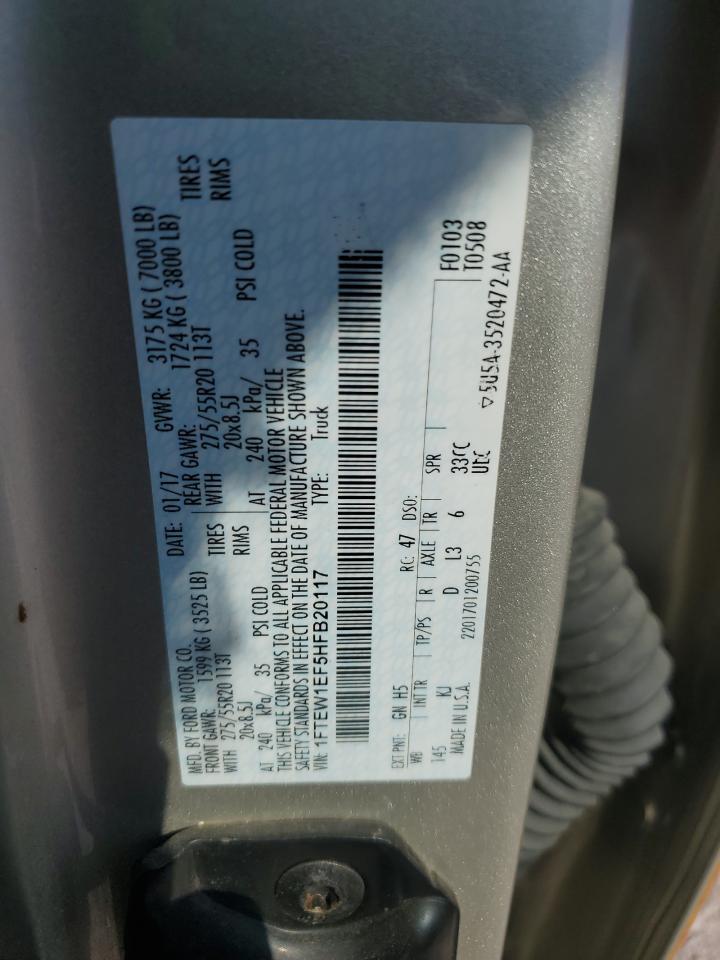 MFD. BY FORD MOTOR CO.
DATE: 01/17 GVWR: 3175 KG ( 7000 LB)
FRONT GAWR: 1599 KG ( 3525 LB) REAR GAWR: 1724 KG ( 3800 LB)
WITH 275/55R20 113T TIRES WITH 275/55R20 113T TIRES
20x8.5J RIMS 20x8.5J RIMS
AT 240 kPa/ 35 PSI COLD AT 240 kPa/ 35 PSI COLD
THIS VEHICLE CONFORMS TO ALL APPLICABLE FEDERAL MOTOR VEHICLE
SAFETY STANDARDS IN EFFECT ON THE DATE OF MANUFACTURE SHOWN ABOVE.
VIN: 1FTEW1EF5HFB20117 TYPE: Truck
EXT PNT: GN H5 RC: 47 DSO: F0103
WB INT TR TP/PS R AXLE TR SPR T0508
145 KJ D L3 6 33CC
MADE IN U.S.A. 2201701200755 UEC
5U5A-3520472-AA